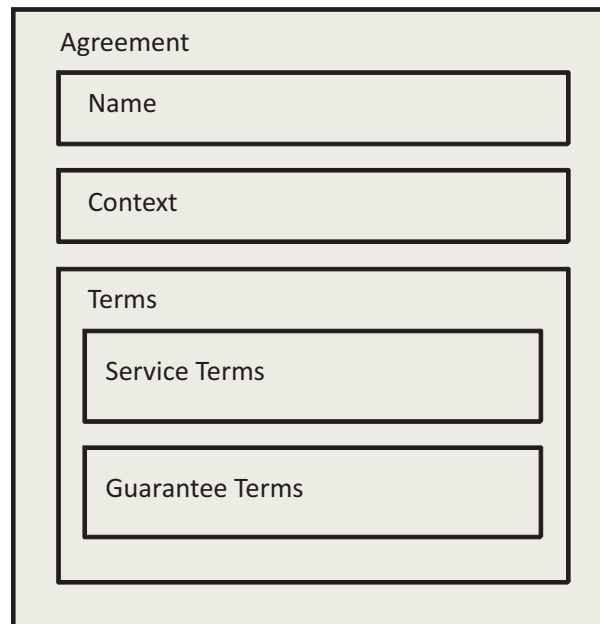 Agreement
Name
Context
Terms
Service Terms
Guarantee Terms